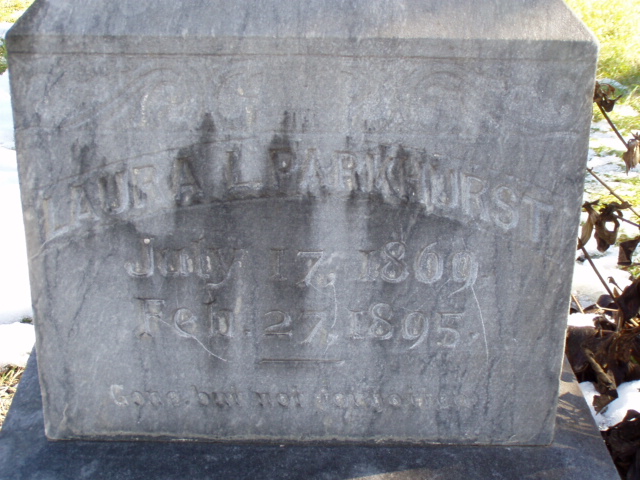 LAURA L. PARKHURST
July 17, 1869
Feb. 27, 1895.
Gone, but not forgotten.